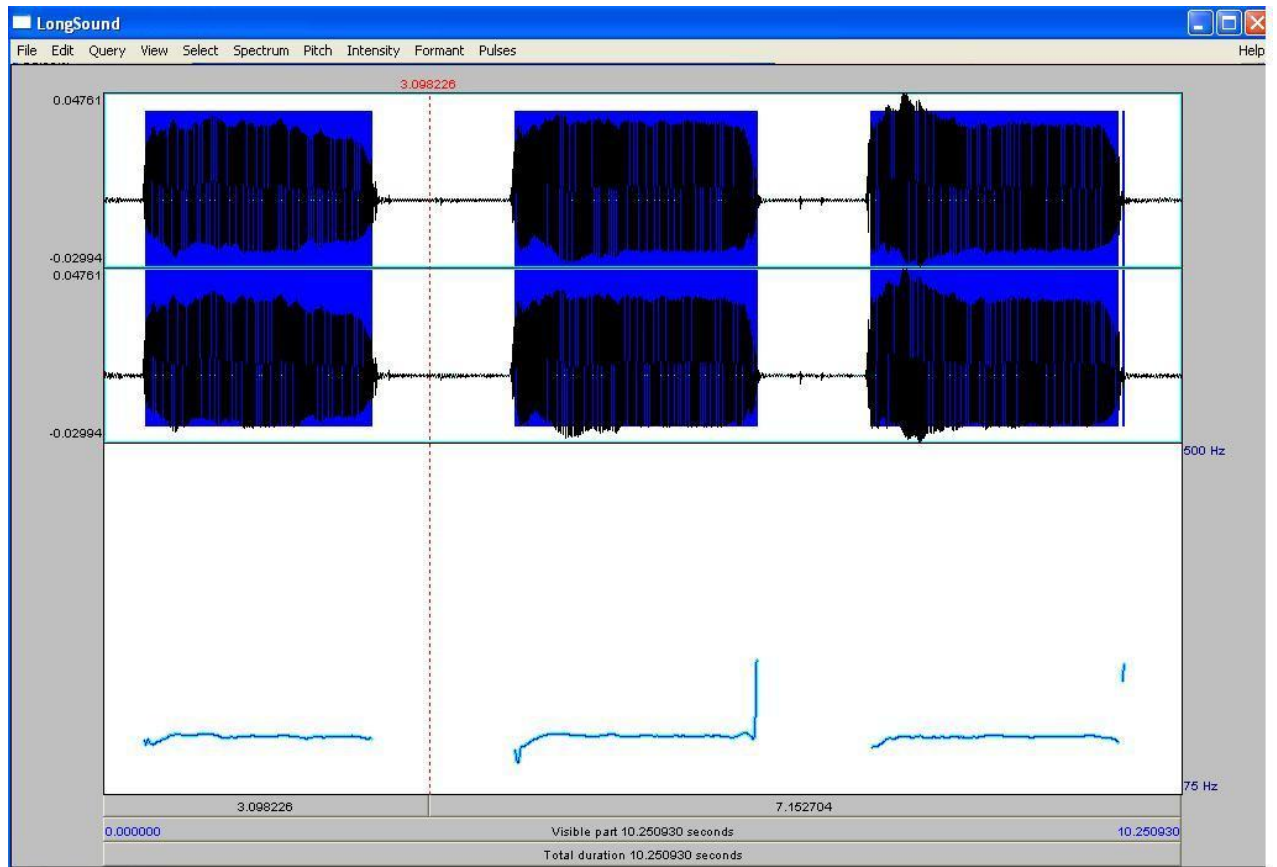 LongSound
File Edit Query View Select Spectrum Pitch Intensity Formant Pulses Help
3.098226
0.04761
-0.02994
0.04761
-0.02994
500 Hz
75 Hz
3.098226 7.152704
0.000000 Visible part 10.250930 seconds 10.250930
Total duration 10.250930 seconds